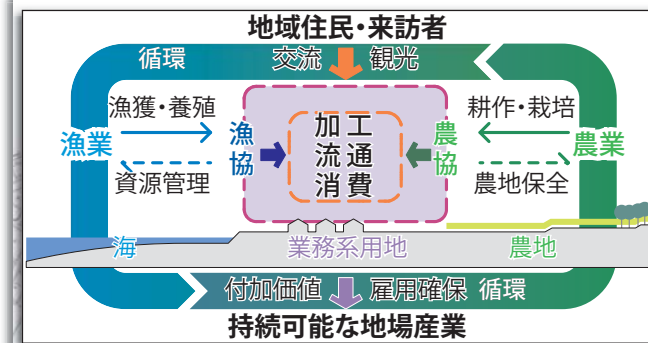 地域住民・来訪者
循環 交流 観光
漁獲・養殖
耕作・栽培
漁業
漁協
加工
流通
消費
農協
農業
資源管理
農地保全
海
業務系用地
農地
付加価値 雇用確保 循環
持続可能な地場産業